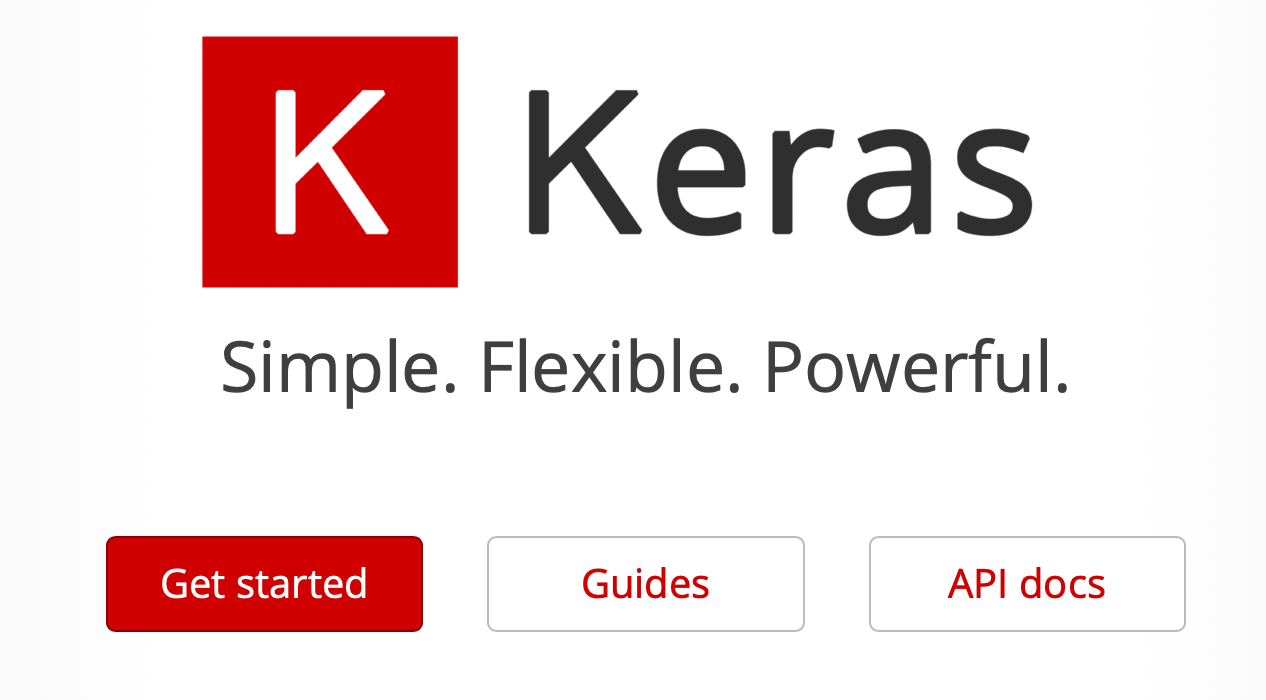 K Keras
Simple. Flexible. Powerful.
Get started Guides API docs